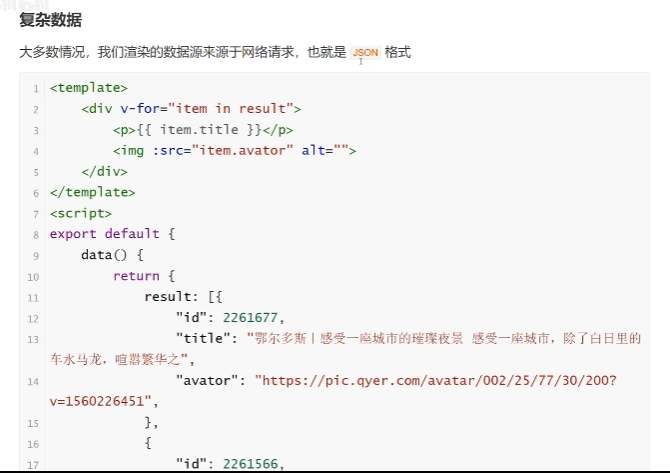 复杂数据
大多数情况，我们渲染的数据源来源于网络请求，也就是 JSON 格式
1 <template>
2 <div v-for="item in result">
3 <p>{{ item.title }}</p>
4 <img :src="item.avator" alt="">
5 </div>
6 </template>
7 <script>
8 export default {
9 data() {
10 return {
11 result: [{
12 "id": 2261677,
13 "title": "鄂尔多斯|感受一座城市的璀璨夜景 感受一座城市，除了白日里的
车水马龙，喧嚣繁华之",
14 "avator": "https://pic.qyer.com/avatar/002/25/77/30/200?
v=1560226451",
15 },
16 {
17 "id": 2261566,